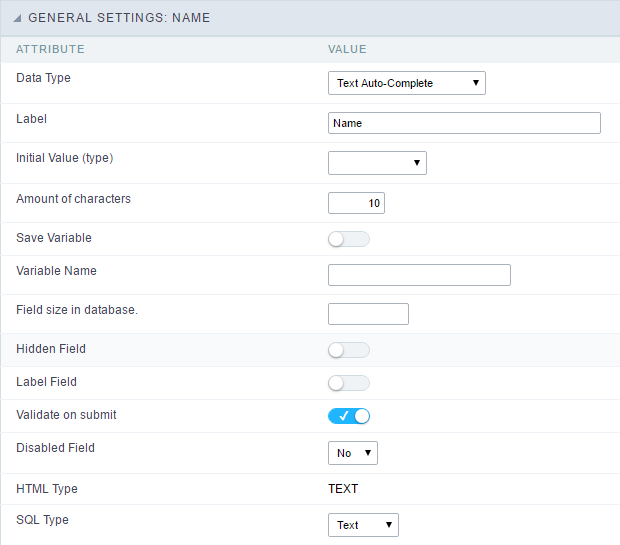 GENERAL SETTINGS: NAME
ATTRIBUTE VALUE
Data Type Text Auto-Complete
Label Name
Initial Value (type)
Amount of characters 10
Save Variable
Variable Name
Field size in database.
Hidden Field
Label Field
Validate on submit
Disabled Field No
HTML Type TEXT
SQL Type Text